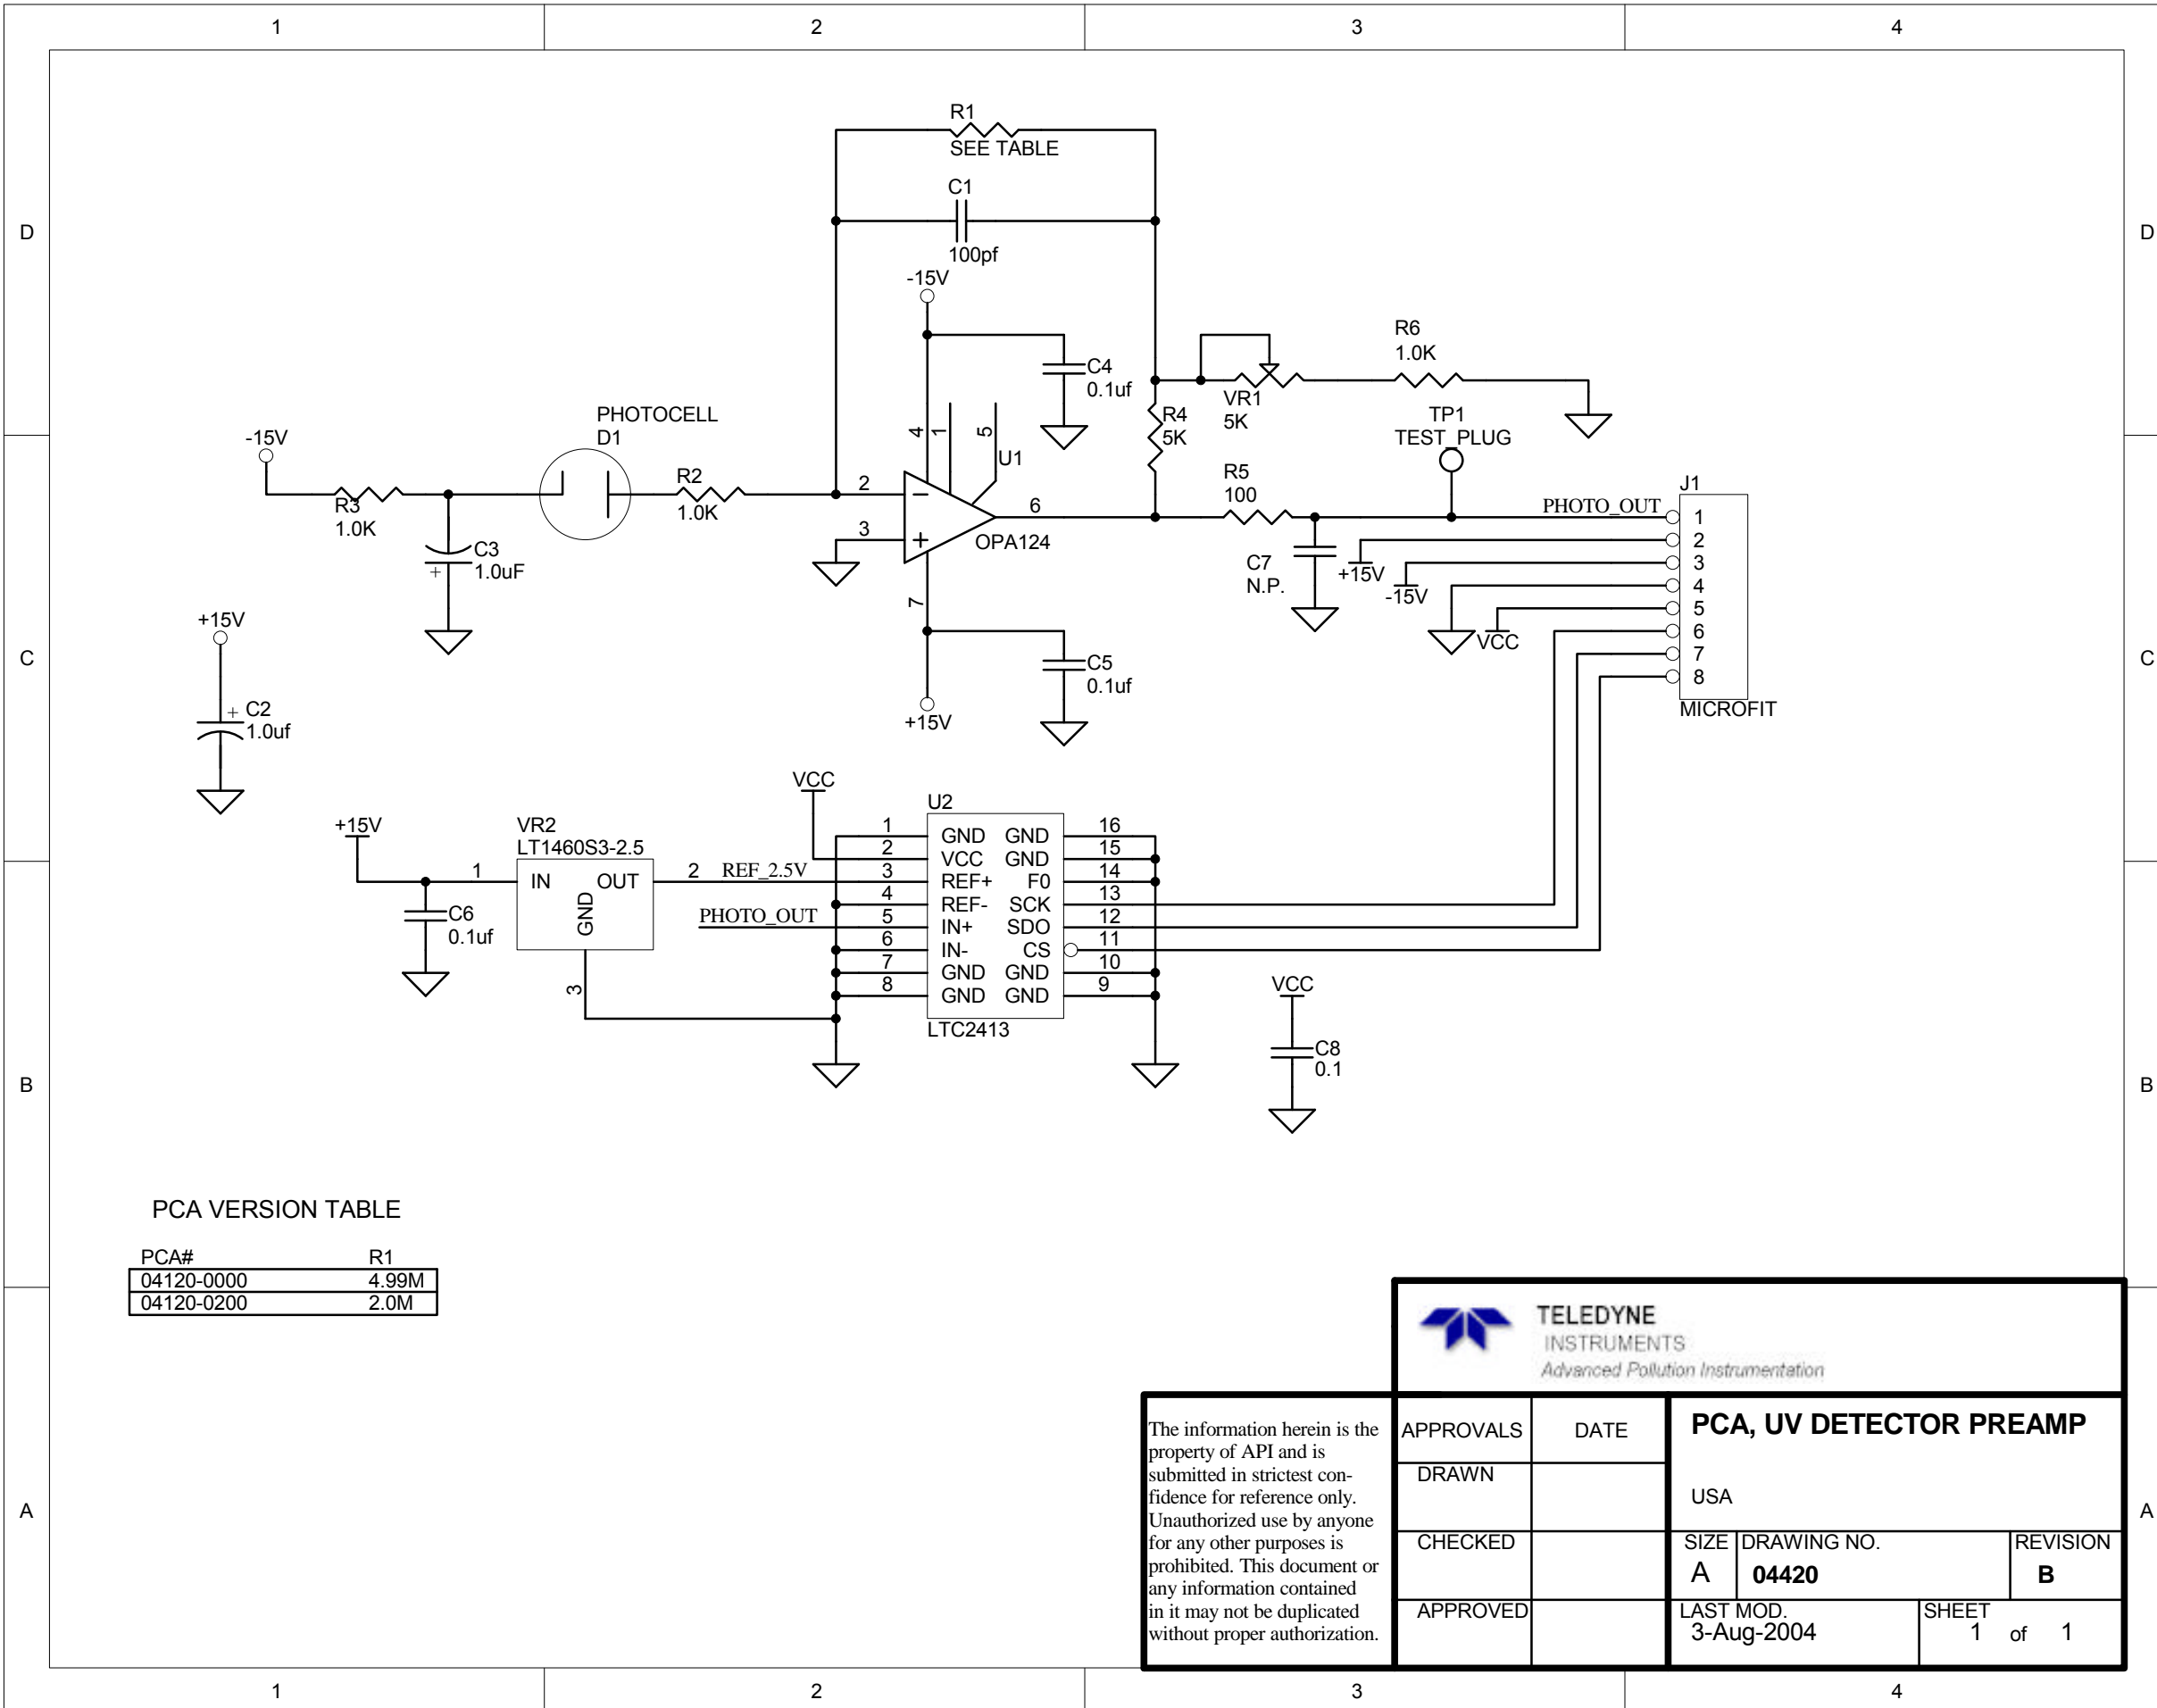 1 2 3 4
D D
C C
B B
A A
R1
SEE TABLE
C1
100pf
-15V
C4
0.1uf
R6
1.0K
VR1
5K
R4
5K
TP1
TEST_PLUG
PHOTOCELL
D1
-15V
R3
1.0K
R2
1.0K
C3
1.0uF
+
4
1
5
U1
2
3
6
7
OPA124
R5
100
C7
N.P.
PHOTO_OUT
+15V
-15V
VCC
J1
1
2
3
4
5
6
7
8
MICROFIT
+15V
+ C2
1.0uf
C5
0.1uf
+15V
+15V
VR2
LT1460S3-2.5
1 IN OUT 2 REF_2.5V
GND
3
C6
0.1uf
PHOTO_OUT
VCC
U2
1 GND GND 16
2 VCC GND 15
3 REF+ F0 14
4 REF- SCK 13
5 IN+ SDO 12
6 IN- CS 11
7 GND GND 10
8 GND GND 9
LTC2413
VCC
C8
0.1
PCA VERSION TABLE
PCA# R1
04120-0000 4.99M
04120-0200 2.0M
TELEDYNE
INSTRUMENTS
Advanced Pollution Instrumentation
The information herein is the
property of API and is
submitted in strictest con-
fidence for reference only.
Unauthorized use by anyone
for any other purposes is
prohibited. This document or
any information contained
in it may not be duplicated
without proper authorization.
APPROVALS DATE
DRAWN
CHECKED
APPROVED
PCA, UV DETECTOR PREAMP
USA
SIZE DRAWING NO. REVISION
A 04420 B
LAST MOD. SHEET
3-Aug-2004 1 of 1
1 2 3 4